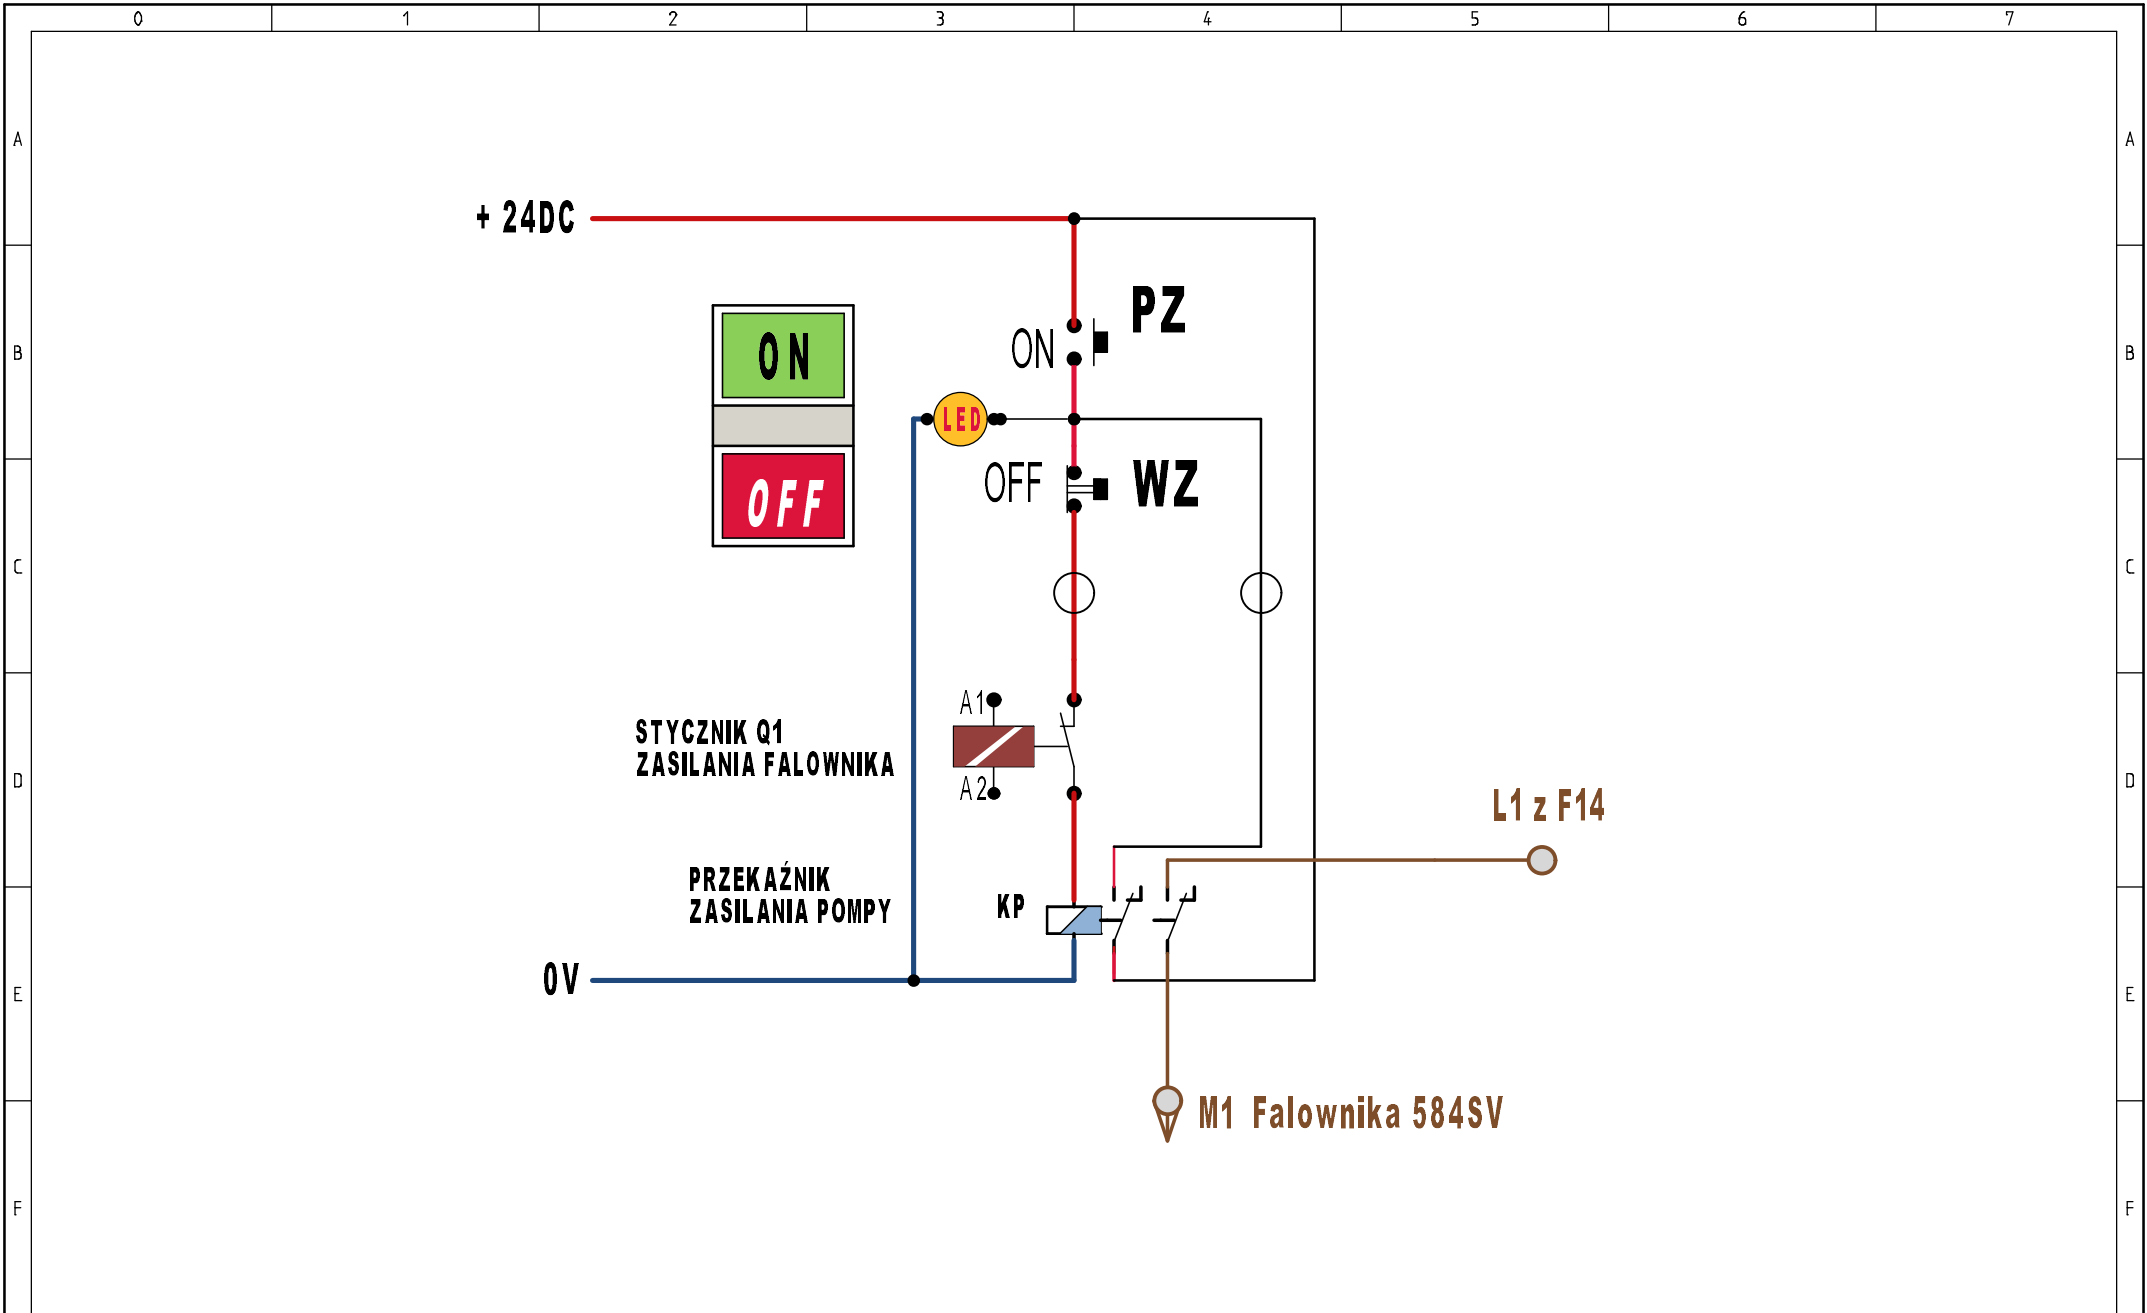 0 1 2 3 4 5 6 7
A A
+ 24DC
PZ
ON
B ON B
LED
OFF WZ
OFF
C C
A1
STYCZNIK Q1
ZASILANIA FALOWNIKA
D A2 D
L1 z F14
PRZEKAŹNIK
ZASILANIA POMPY
KP
0V
E E
M1 Falownika 584SV
F F